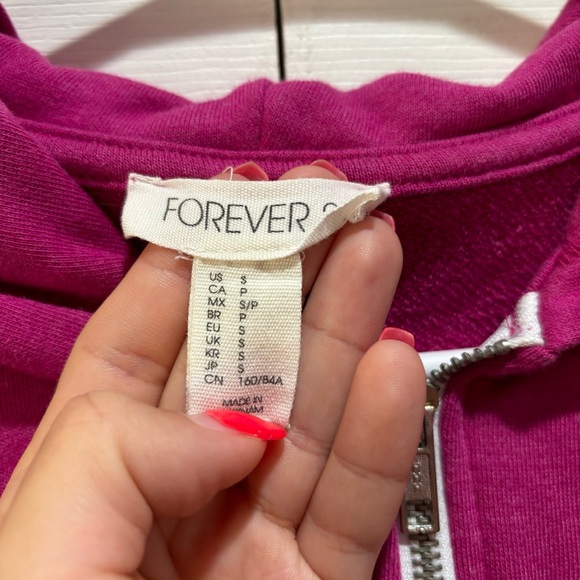 FOREVER
US S
CA P
MX S/P
BR P
EU S
UK S
KR S
JP S
CN 160/84A
MADE IN